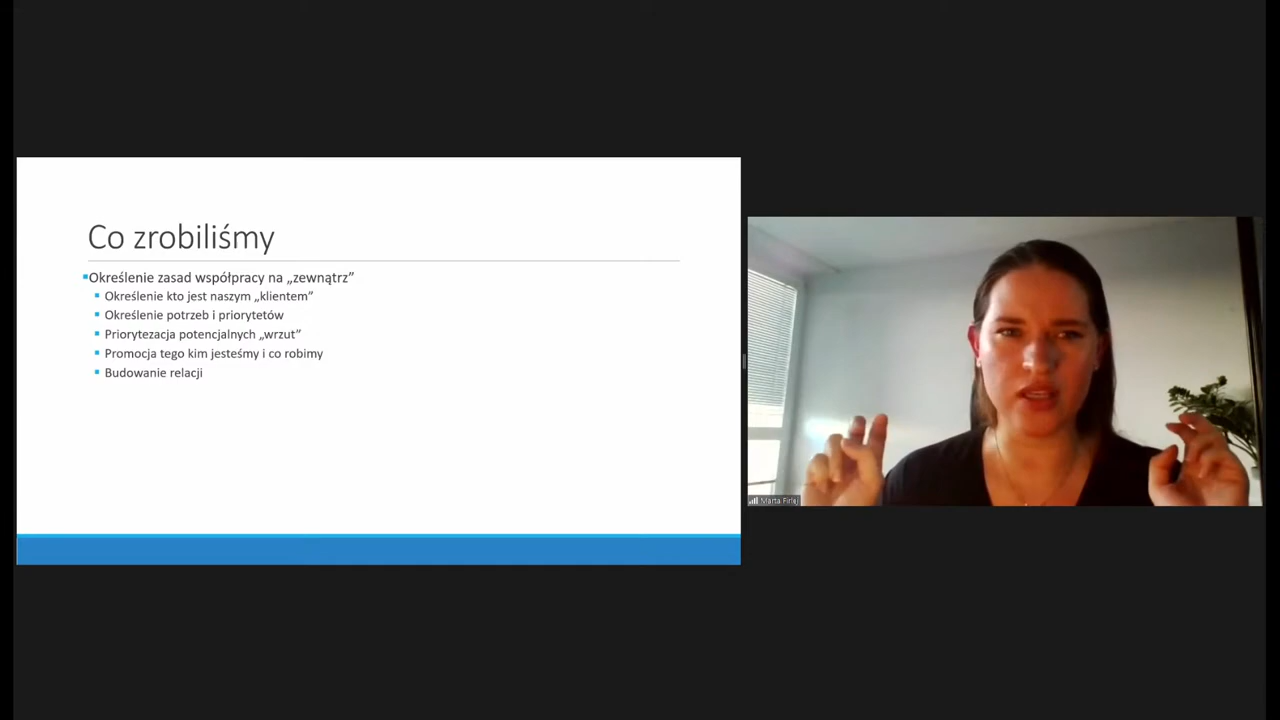 Co zrobiliśmy
Określenie zasad współpracy na „zewnątrz”
Określenie kto jest naszym „klientem”
Określenie potrzeb i priorytetów
Priorytezacja potencjalnych „wrzut”
Promocja tego kim jesteśmy i co robimy
Budowanie relacji
Marta Firlej